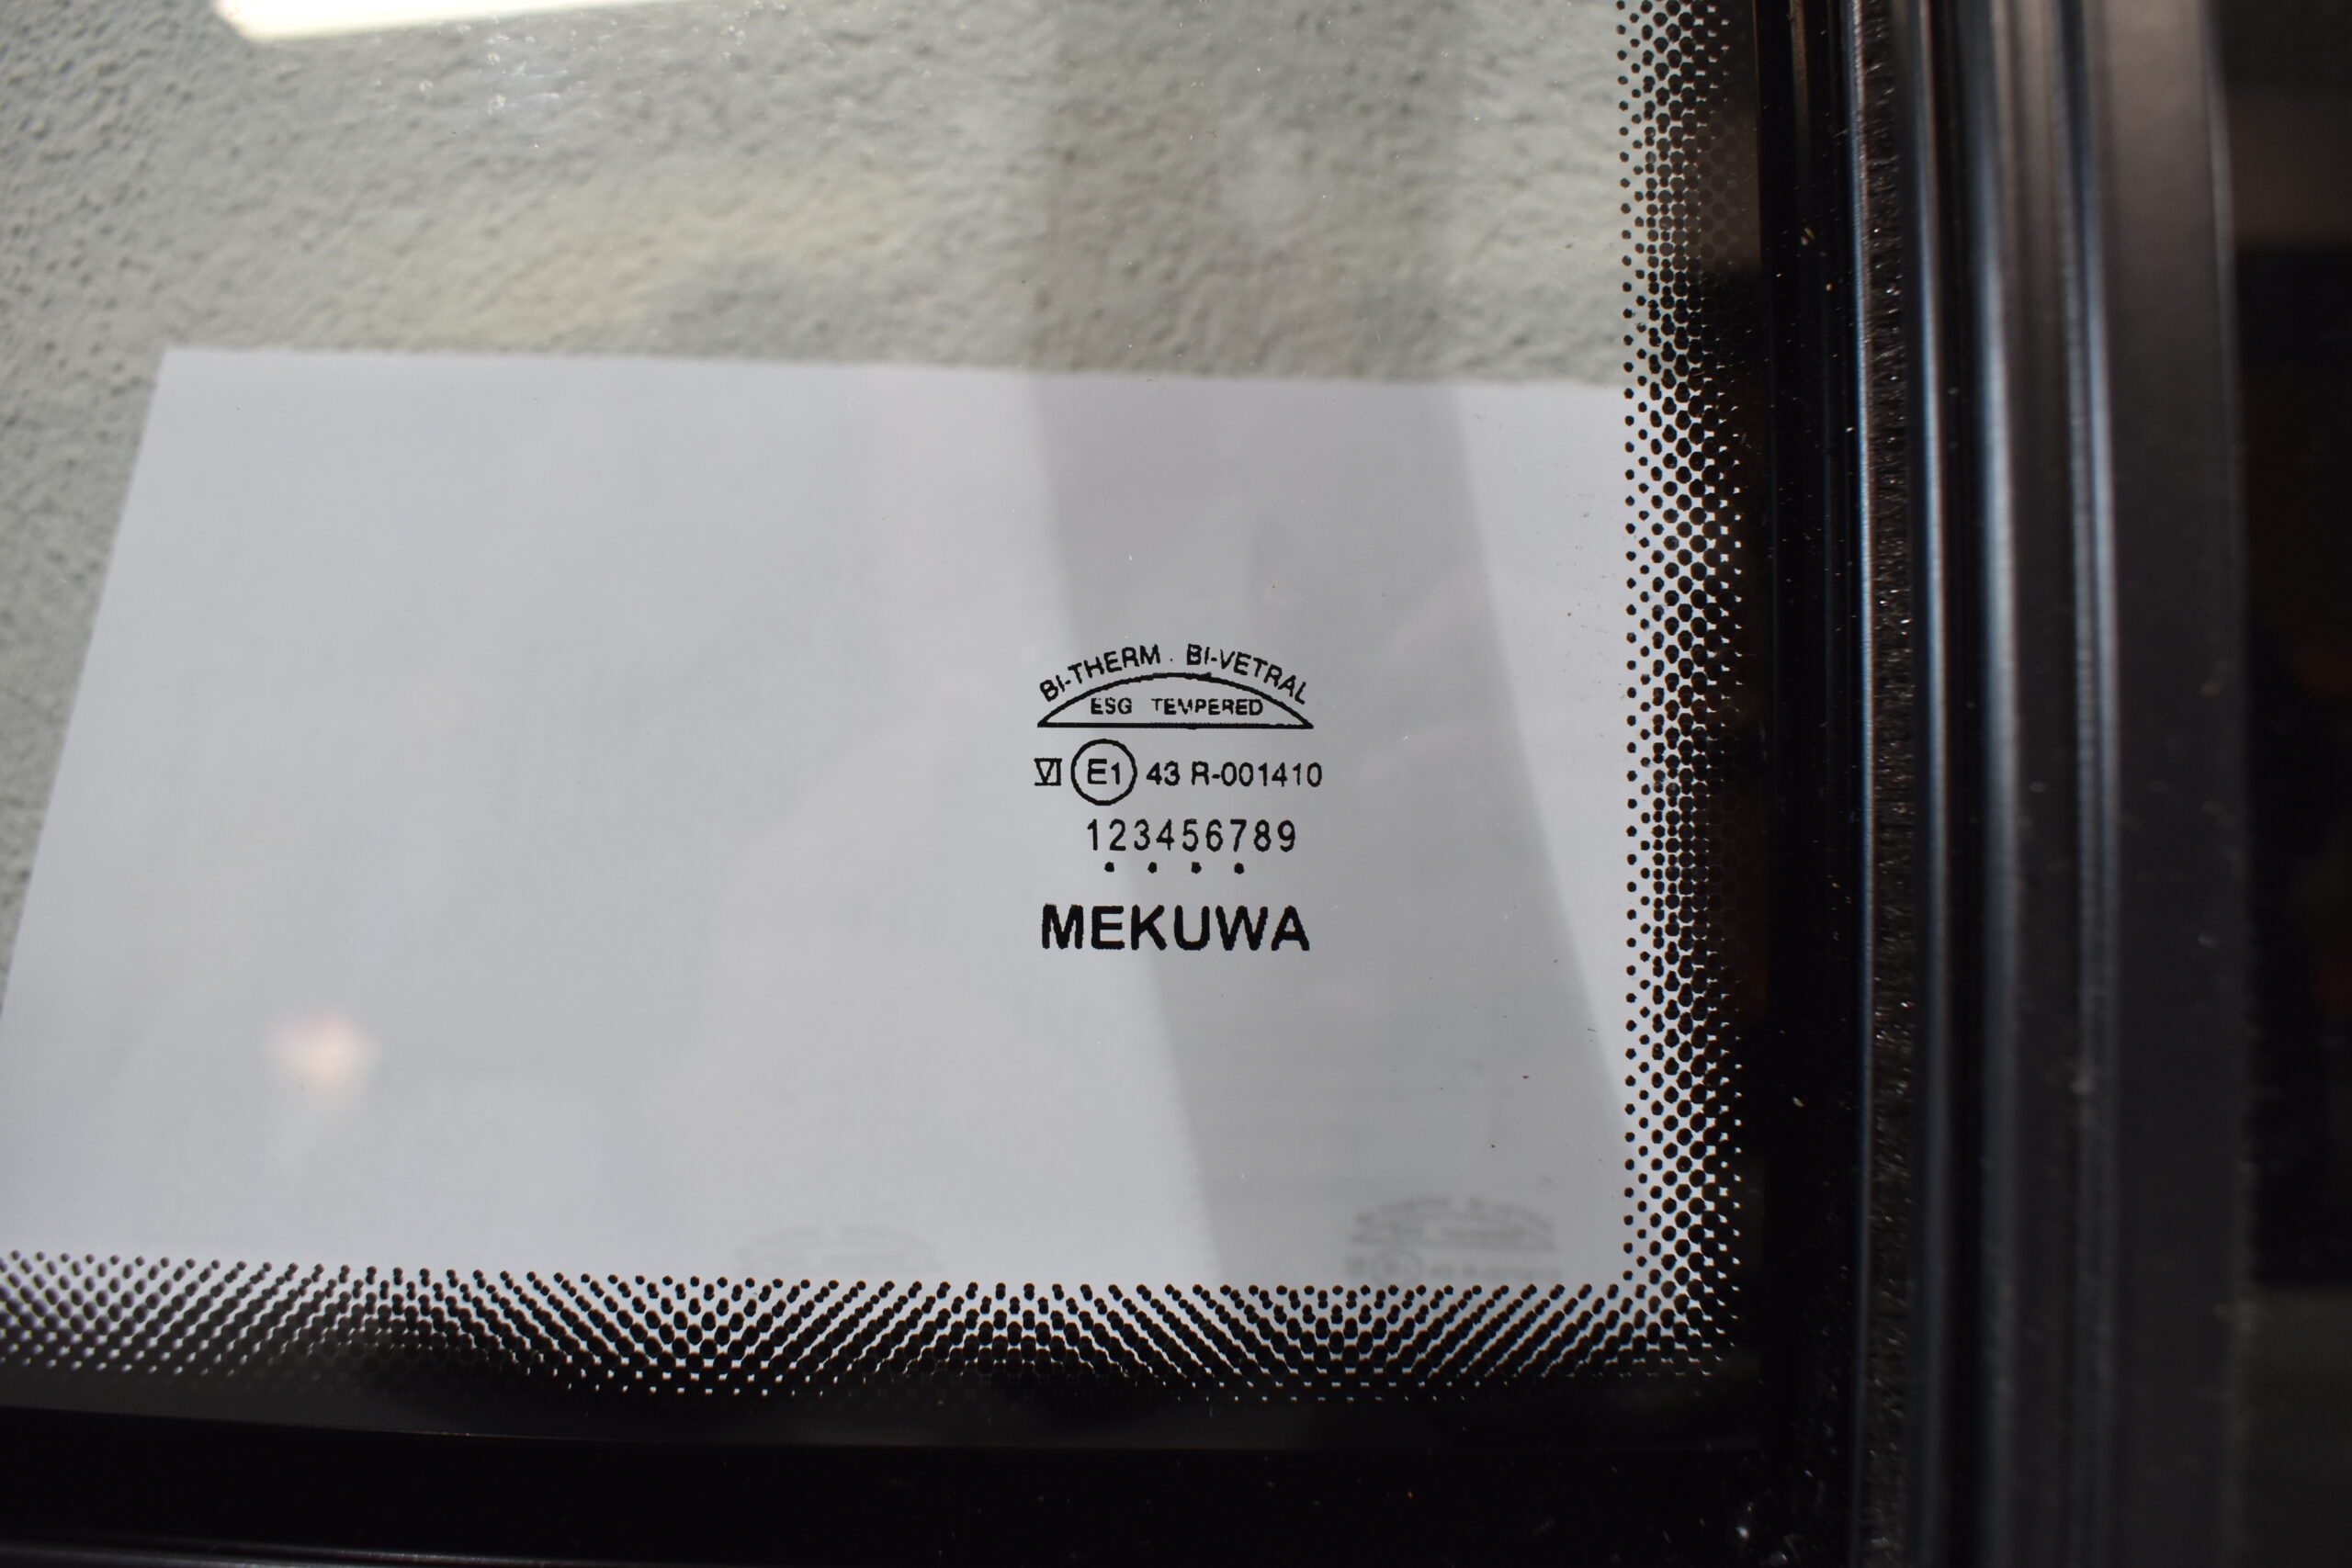 BI-THERM . BI-VETRAL
ESG TEMPERED
VI E1 43 R-001410
123456789
. . . .
MEKUWA